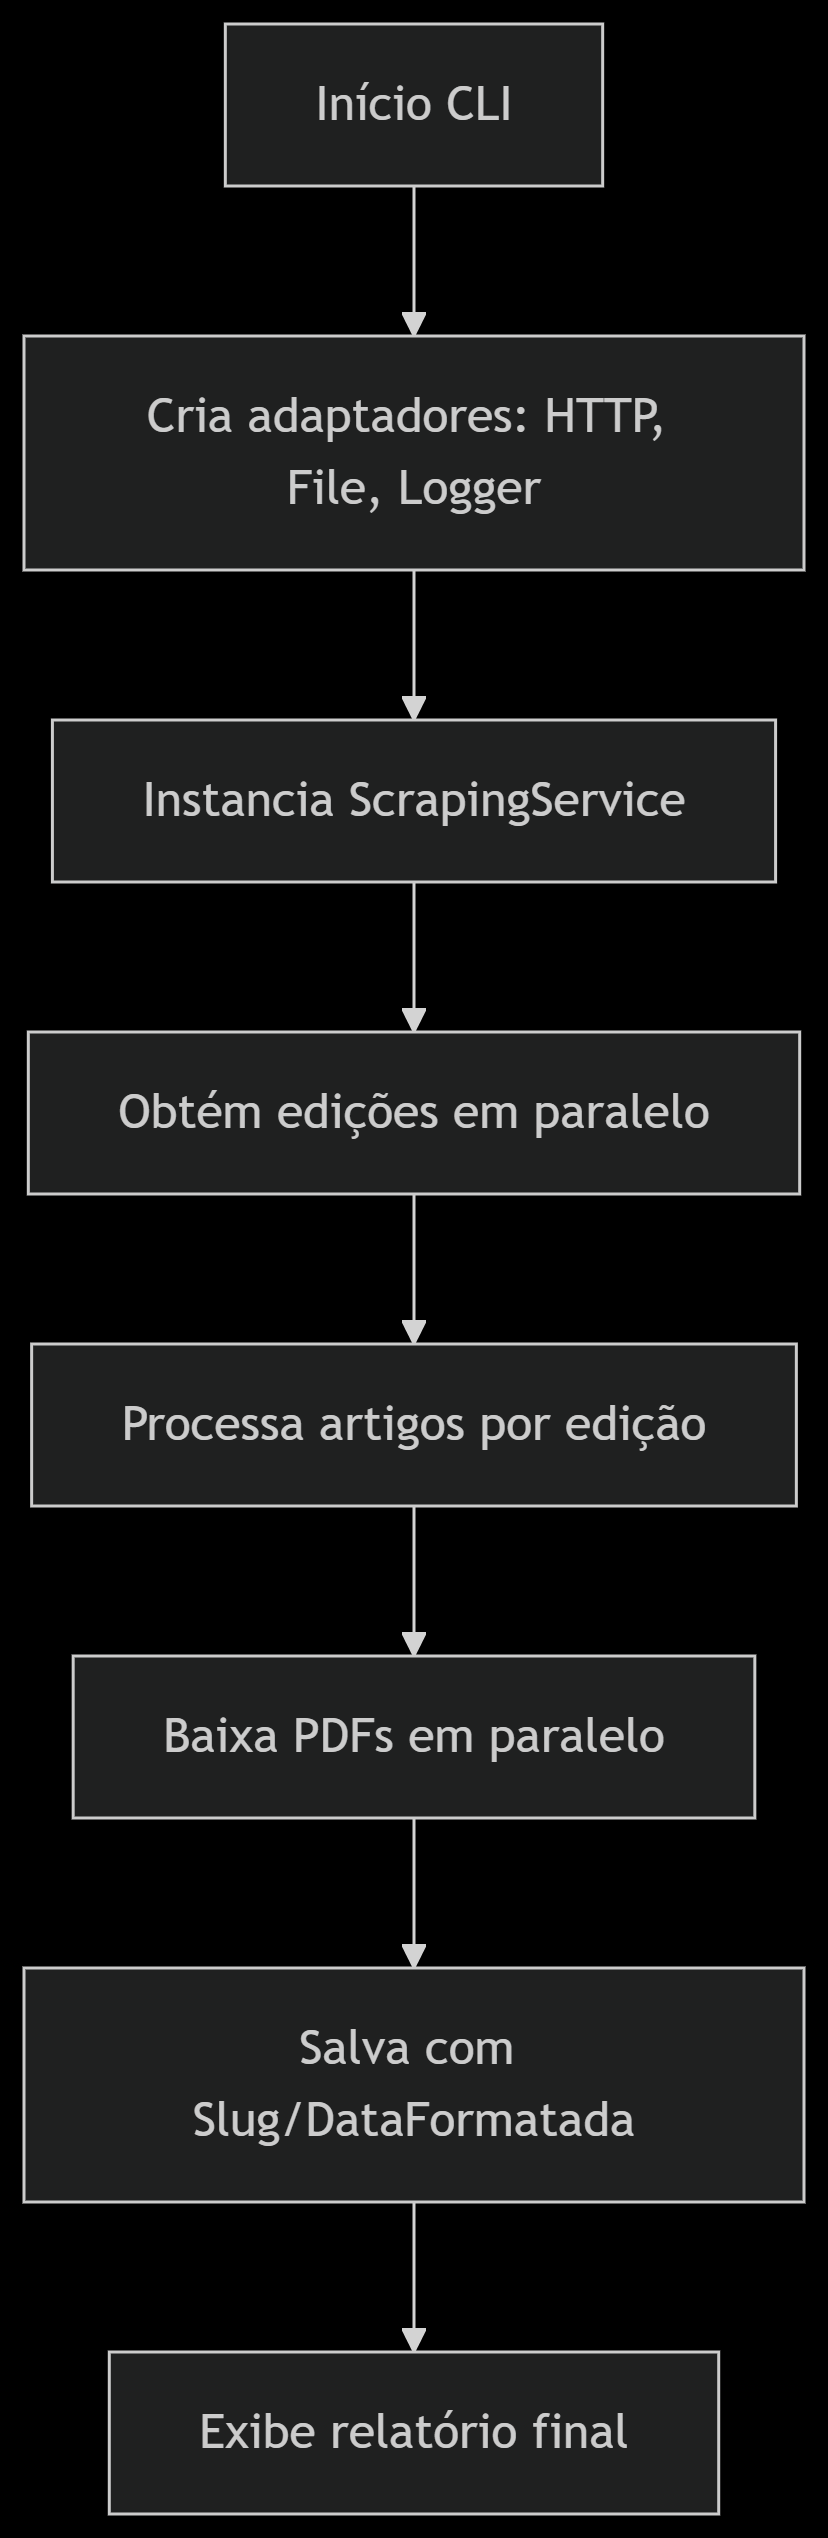 Início CLI
Cria adaptadores: HTTP,
File, Logger
Instancia ScrapingService
Obtém edições em paralelo
Processa artigos por edição
Baixa PDFs em paralelo
Salva com
Slug/DataFormatada
Exibe relatório final